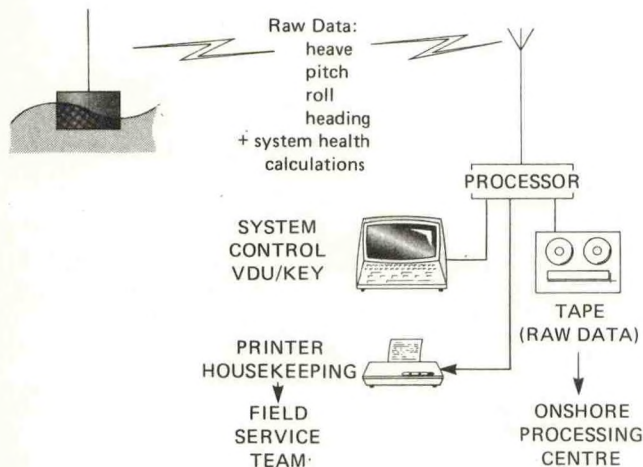 Raw Data:
heave
pitch
roll
heading
+ system health
calculations
PROCESSOR
SYSTEM
CONTROL
VDU/KEY
TAPE
(RAW DATA)
PRINTER
HOUSEKEEPING
FIELD
SERVICE
TEAM
ONSHORE
PROCESSING
CENTRE